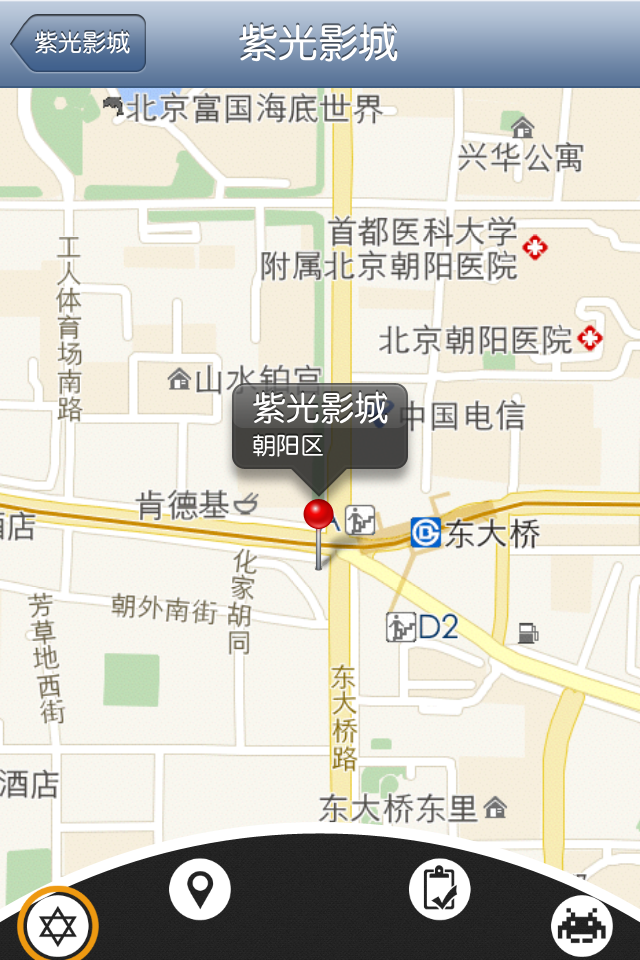 紫光影城
紫光影城
北京富国海底世界
兴华公寓
首都医科大学
附属北京朝阳医院
工人体育场南路
北京朝阳医院
山水铂宫
紫光影城
朝阳区
中国电信
肯德基
A
酒店
东大桥
化家胡同
芳草地西街
朝外南街
D2
东大桥路
酒店
东大桥东里